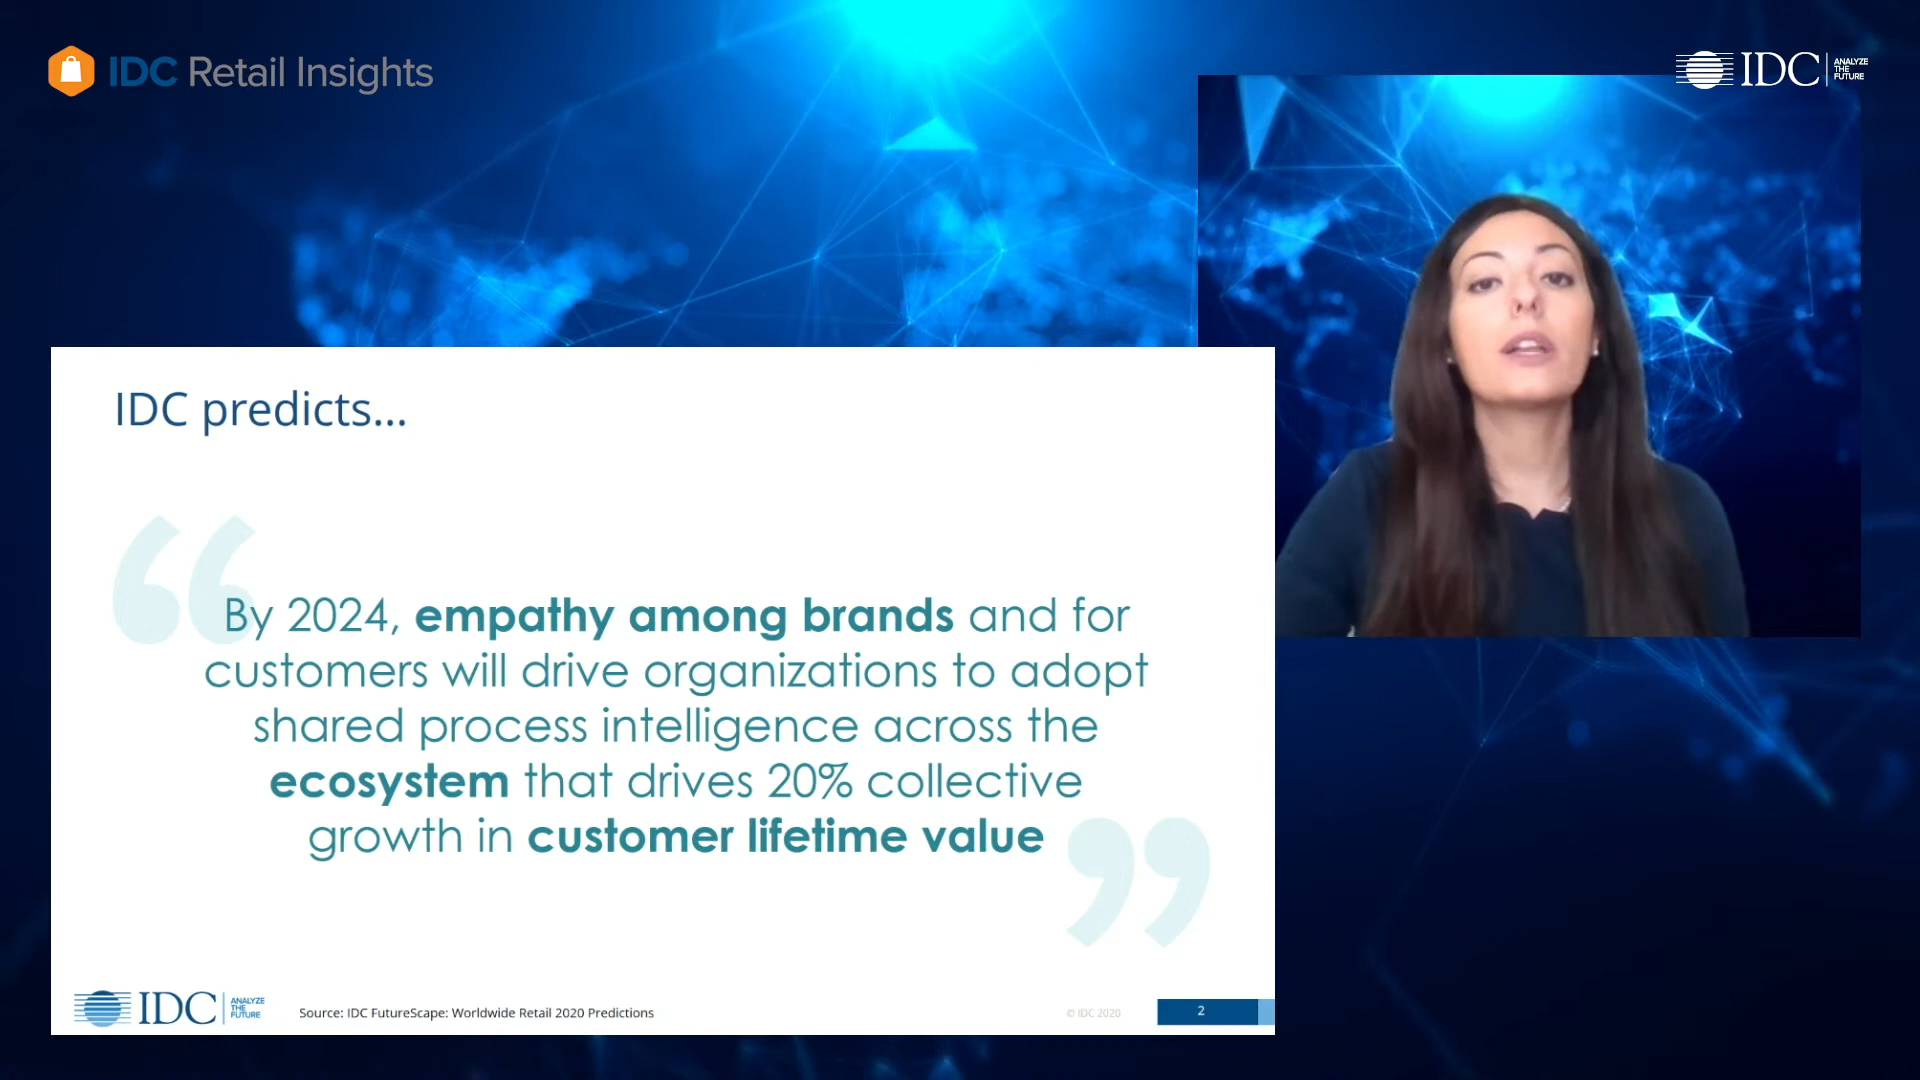 IDC Retail Insights
IDC
ANALYZE
THE
FUTURE
IDC predicts...
“
By 2024, empathy among brands and for
customers will drive organizations to adopt
shared process intelligence across the
ecosystem that drives 20% collective
growth in customer lifetime value
”
IDC
ANALYZE
THE
FUTURE
Source: IDC FutureScape: Worldwide Retail 2020 Predictions
© IDC 2020
2